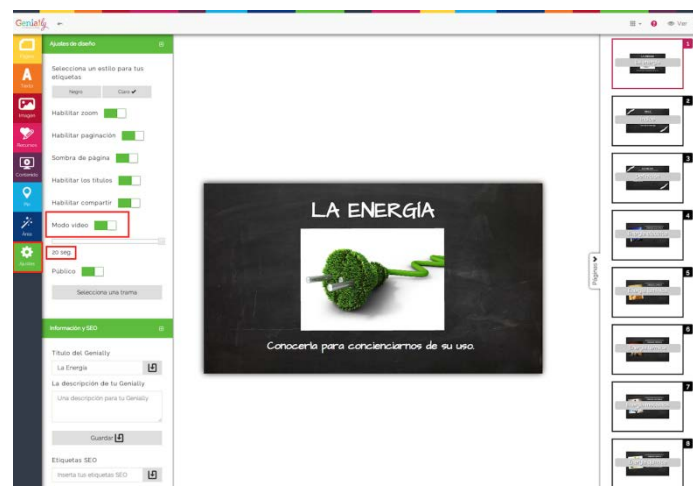 Genially
Ver
Ajustes de diseño
Selecciona un estilo para tus
etiquetas
Negro
Claro
Habilitar zoom
Habilitar paginación
Sombra de página
Habilitar los títulos
Habilitar compartir
Modo vídeo
20 seg.
Público
Selecciona una trama
Información y SEO
Título del Genially
La Energía
La descripción de tu Genially
Una descripción para tu Genially
Guardar
Etiquetas SEO
Inserta tus etiquetas SEO
Texto
Imagen
Recursos
Contenido
Ajustes
LA ENERGÍA
Conocerla para concienciarnos de su uso.
Páginas
1
2
3
4
5
6
7
8